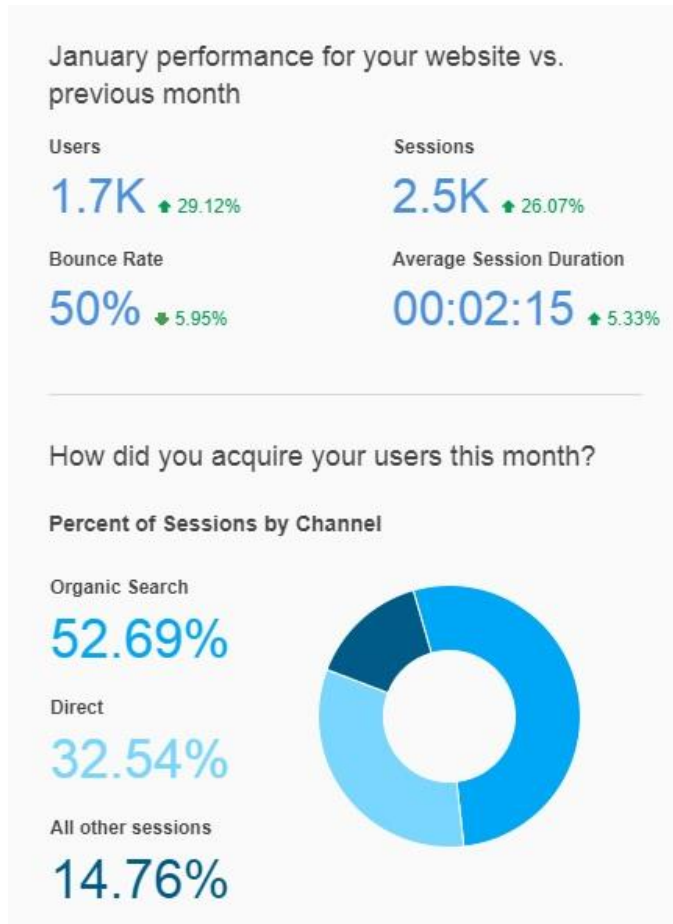 January performance for your website vs.
previous month
Users
Sessions
1.7K 29.12%
2.5K 26.07%
Bounce Rate
Average Session Duration
50% 5.95%
00:02:15 5.33%
How did you acquire your users this month?
Percent of Sessions by Channel
Organic Search
52.69%
Direct
32.54%
All other sessions
14.76%